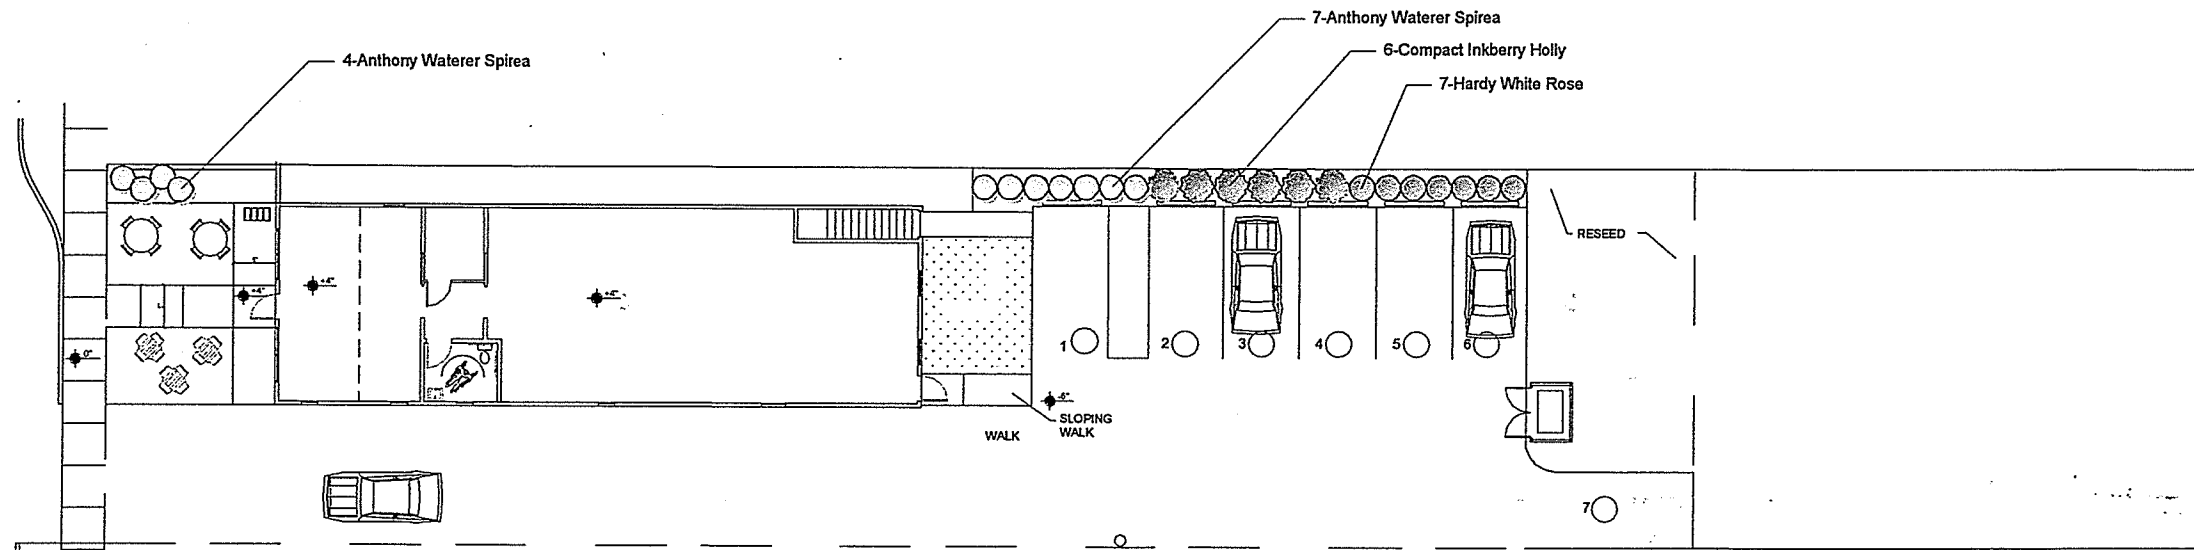 7-Anthony Waterer Spirea
6-Compact Inkberry Holly
4-Anthony Waterer Spirea
7-Hardy White Rose
RESEED
+4"
+4"
+4"
0"
1
2
3
4
5
6
-6"
SLOPING
WALK
WALK
7